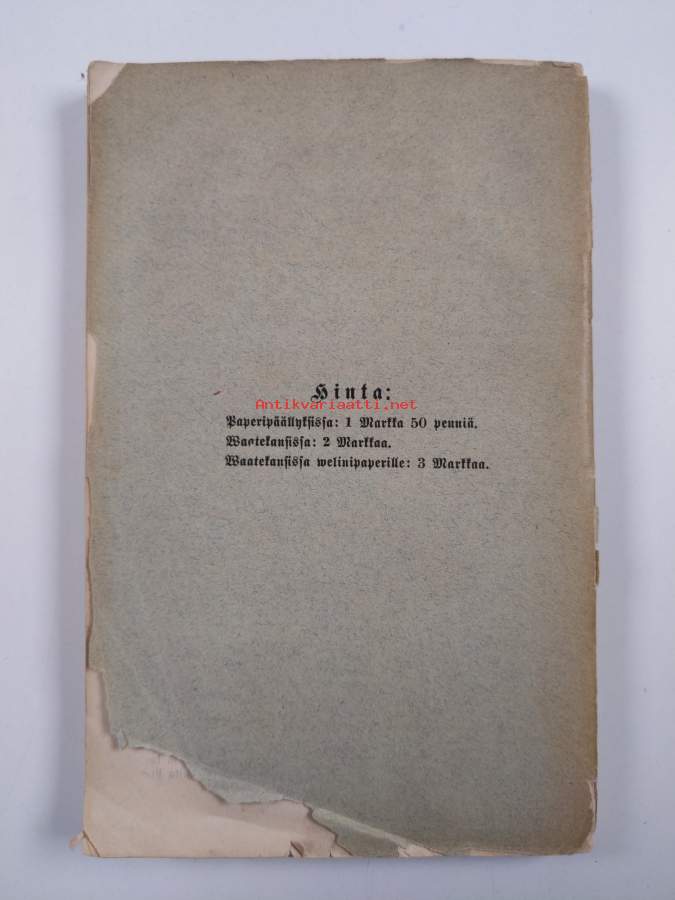 Hinta:
Antikvariaatti.net
Paperipäällyksissä: 1 Markka 50 penniä.
Waatekansissa: 2 Markkaa.
Waatekansissa welinipaperille: 3 Markkaa.